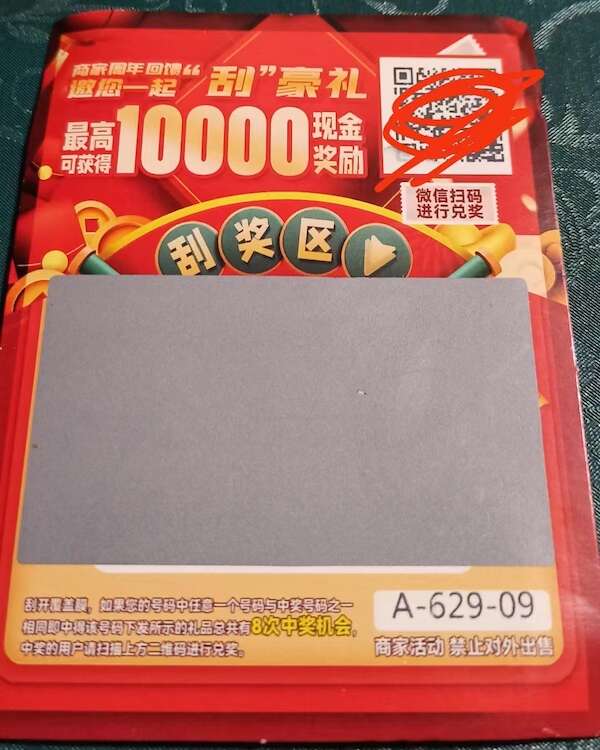 商家周年回馈
邀您一起“刮”豪礼
最高
可获得
10000
现金
奖励
微信扫码
进行兑奖
刮奖区
刮开覆盖膜，如果您的号码中任意一个号码与中奖号码之一
相同即中得该号码下发所示的礼品总共有8次中奖机会，
中奖的用户请扫描上方二维码进行兑奖。
A-629-09
商家活动 禁止对外出售